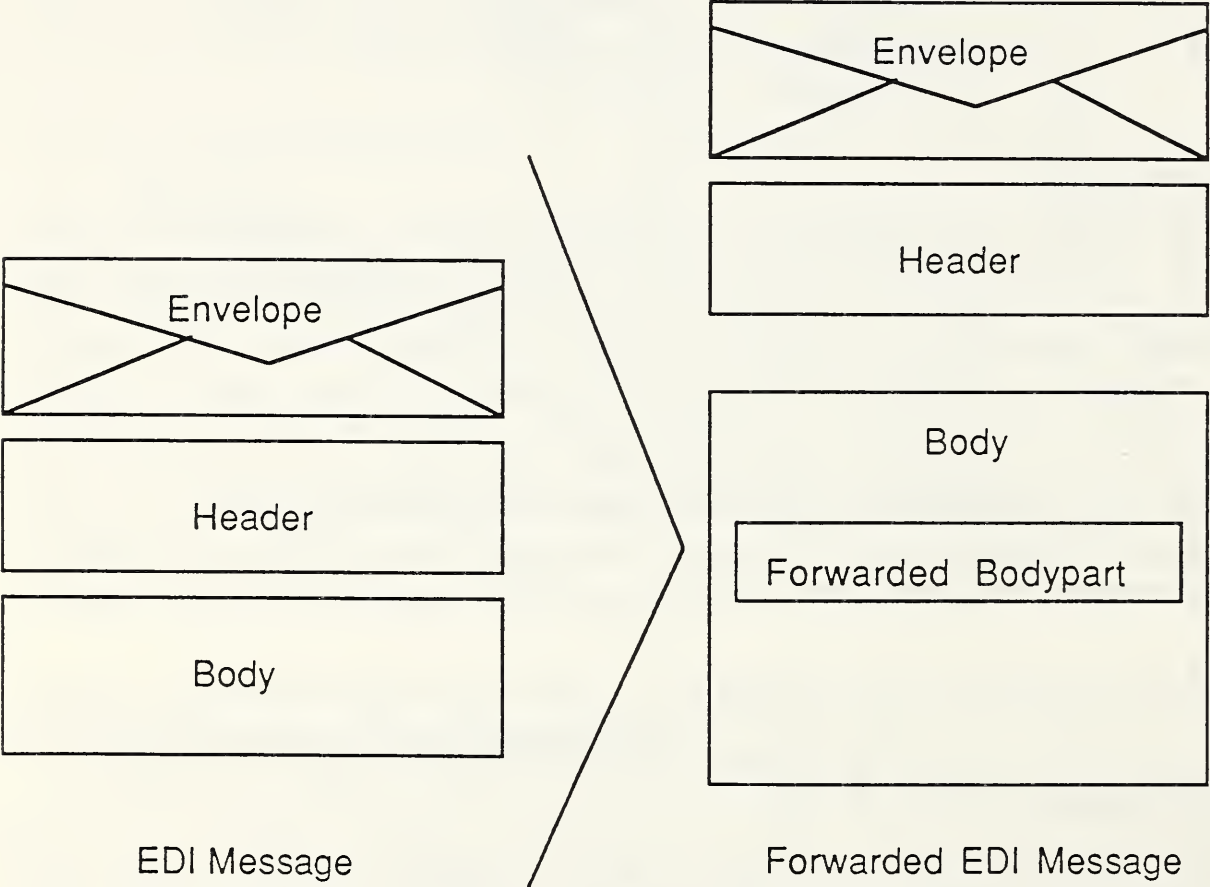 Envelope
Header
Body
EDI Message
Envelope
Header
Body
Forwarded Bodypart
Forwarded EDI Message